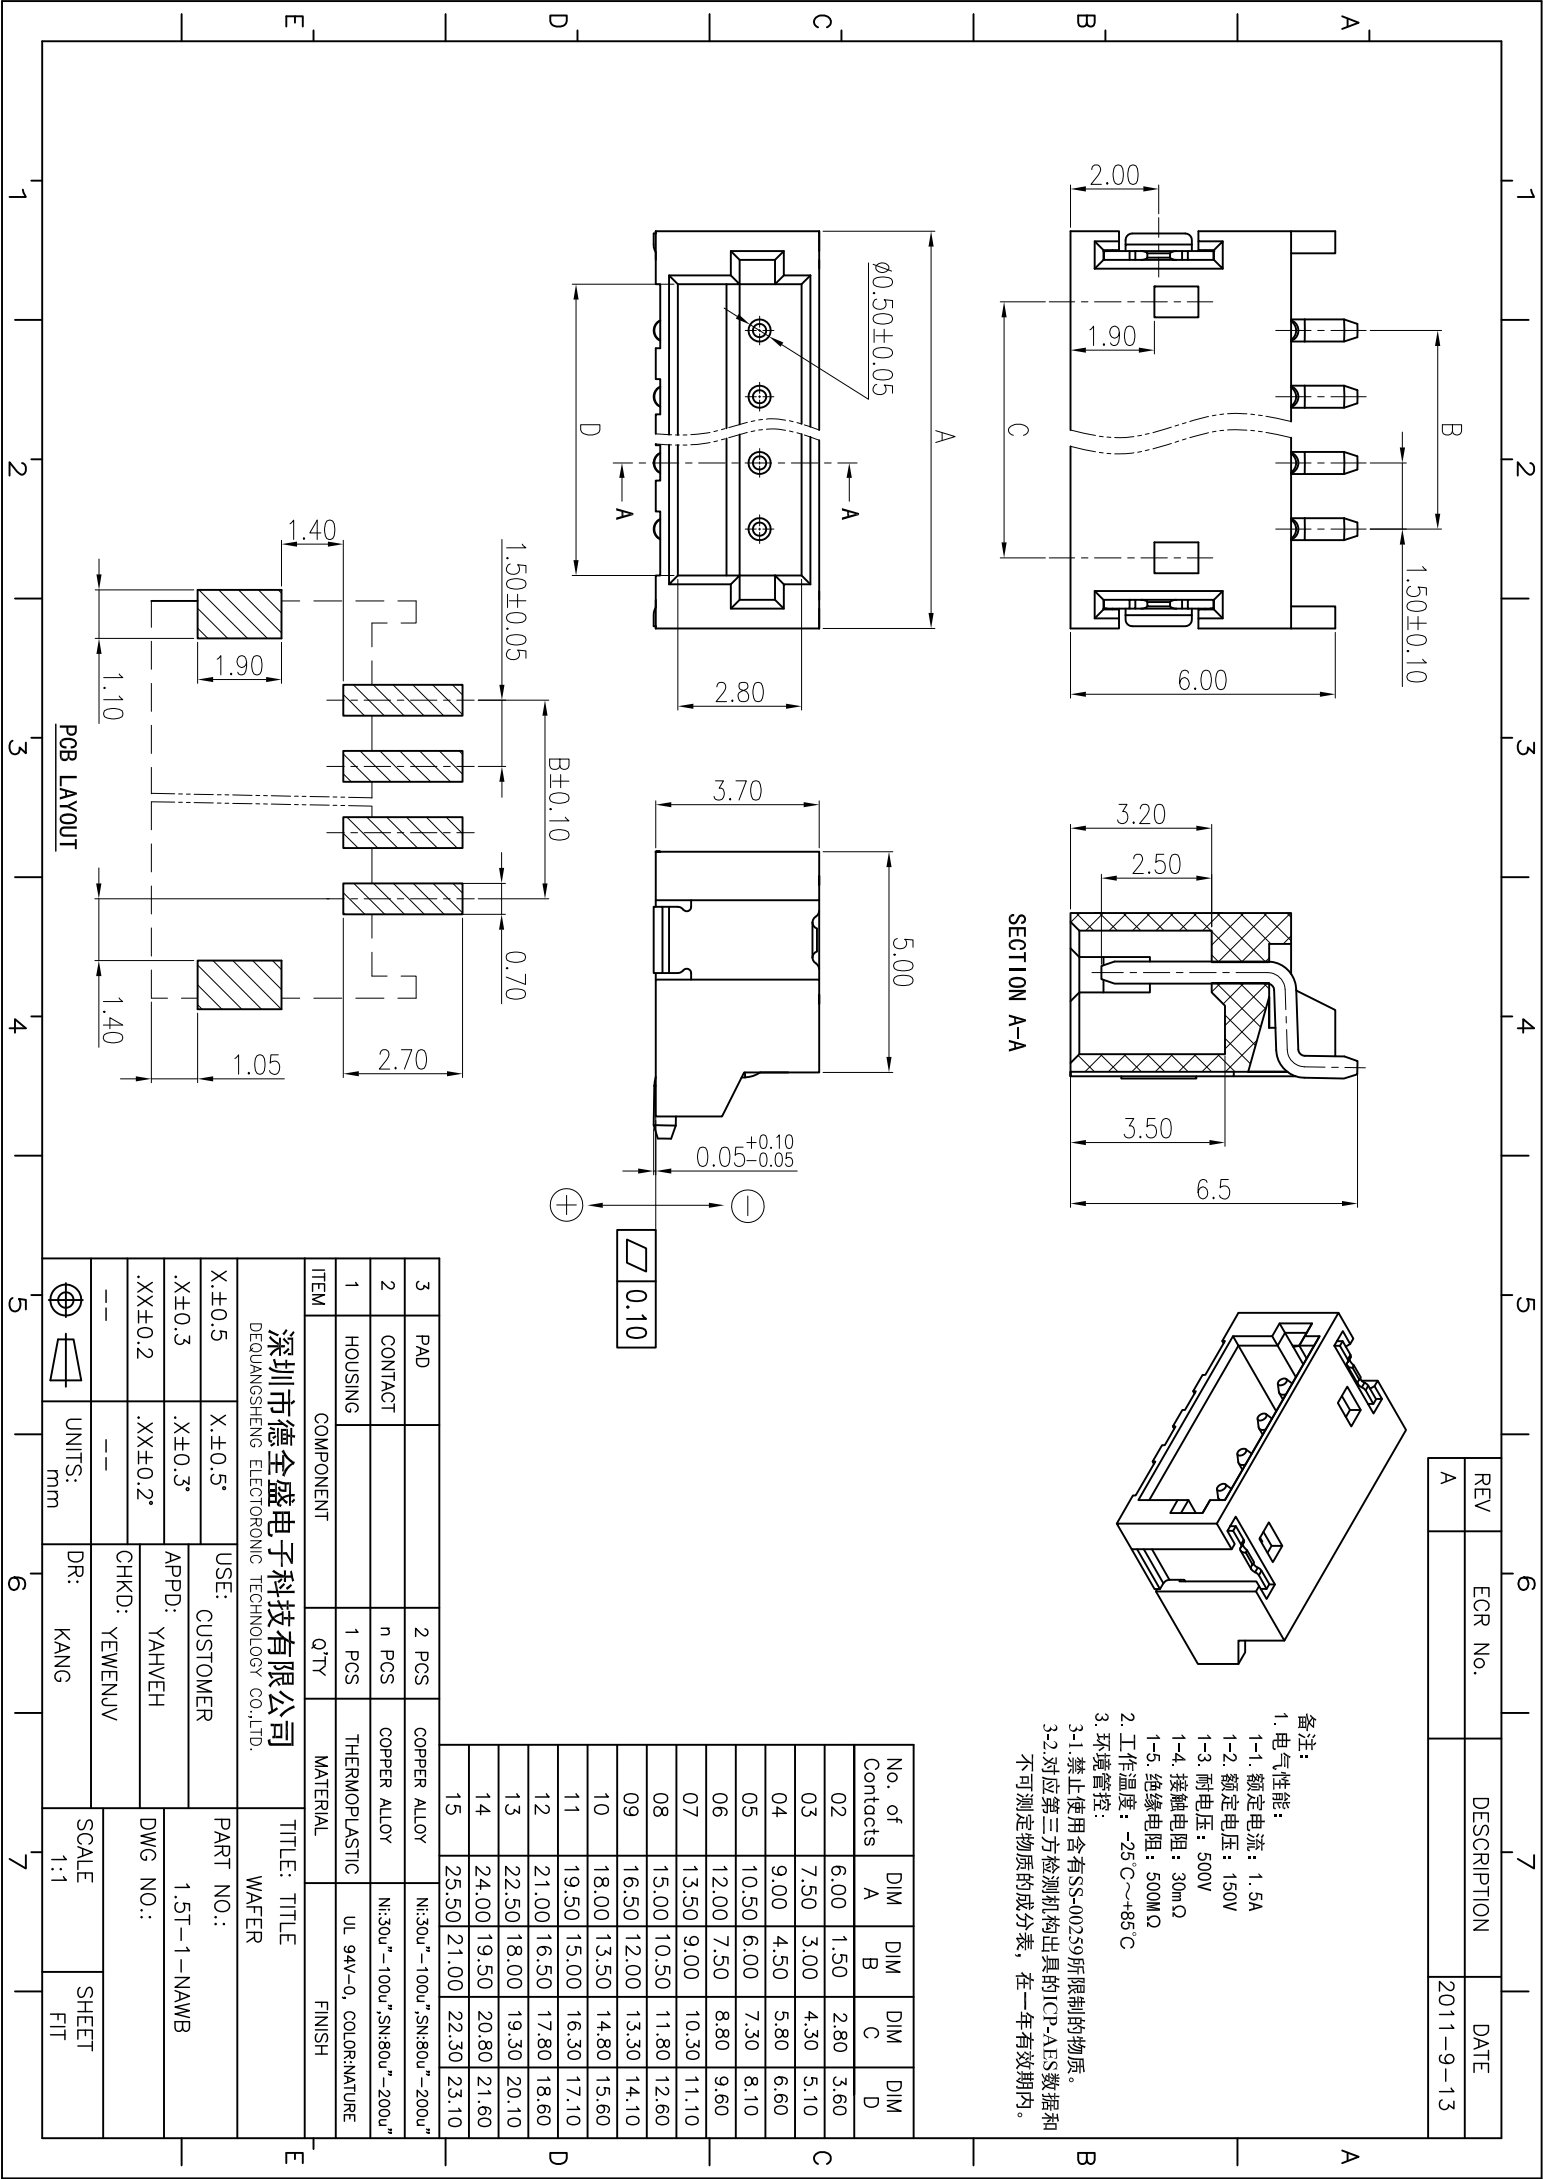 1
2
3
4
5
6
7
A
B
C
D
E
REV
ECR No.
DESCRIPTION
DATE
A
2011-9-13
2.00
1.90
C
B
1.50±0.10
6.00
3.20
2.50
3.50
6.5
SECTION A-A
备注:
1. 电气性能:
1-1. 额定电流: 1.5A
1-2. 额定电压: 150V
1-3. 耐电压: 500V
1-4. 接触电阻: 30mΩ
1-5. 绝缘电阻: 500MΩ
2. 工作温度: -25℃~+85℃
3. 环境管控:
3-1.禁止使用含有SS-00259所限制的物质。
3-2.对应第三方检测机构出具的ICP-AES数据和
不可测定物质的成分表, 在一年有效期内。
Ø0.50±0.05
A
D
A
A
2.80
3.70
5.00
0.05+0.10-0.05
+
−
0.10
1.40
1.50±0.05
B±0.10
0.70
1.90
1.10
1.40
1.05
2.70
PCB LAYOUT
No. of Contacts DIM A DIM B DIM C DIM D
02 6.00 1.50 2.80 3.60
03 7.50 3.00 4.30 5.10
04 9.00 4.50 5.80 6.60
05 10.50 6.00 7.30 8.10
06 12.00 7.50 8.80 9.60
07 13.50 9.00 10.30 11.10
08 15.00 10.50 11.80 12.60
09 16.50 12.00 13.30 14.10
10 18.00 13.50 14.80 15.60
11 19.50 15.00 16.30 17.10
12 21.00 16.50 17.80 18.60
13 22.50 18.00 19.30 20.10
14 24.00 19.50 20.80 21.60
15 25.50 21.00 22.30 23.10
3 PAD 2 PCS COPPER ALLOY Ni:30u"-100u",SN:80u"-200u"
2 CONTACT n PCS COPPER ALLOY Ni:30u"-100u",SN:80u"-200u"
1 HOUSING 1 PCS THERMOPLASTIC UL 94V-0, COLOR:NATURE
ITEM COMPONENT Q'TY MATERIAL FINISH
深圳市德全盛电子科技有限公司
DEQUANGSHENG ELECTORONIC TECHNOLOGY CO.,LTD.
TITLE: TITLE
WAFER
X.±0.5 X.±0.5°
.X±0.3 .X±0.3°
.XX±0.2 .XX±0.2°
-- --
UNITS:
mm
USE: CUSTOMER
APPD: YAHVEH
CHKD: YEWENJV
DR: KANG
PART NO.:
1.5T-1-NAWB
DWG NO.:
SCALE
1:1
SHEET
FIT
1
2
3
4
5
6
7
A
B
C
D
E